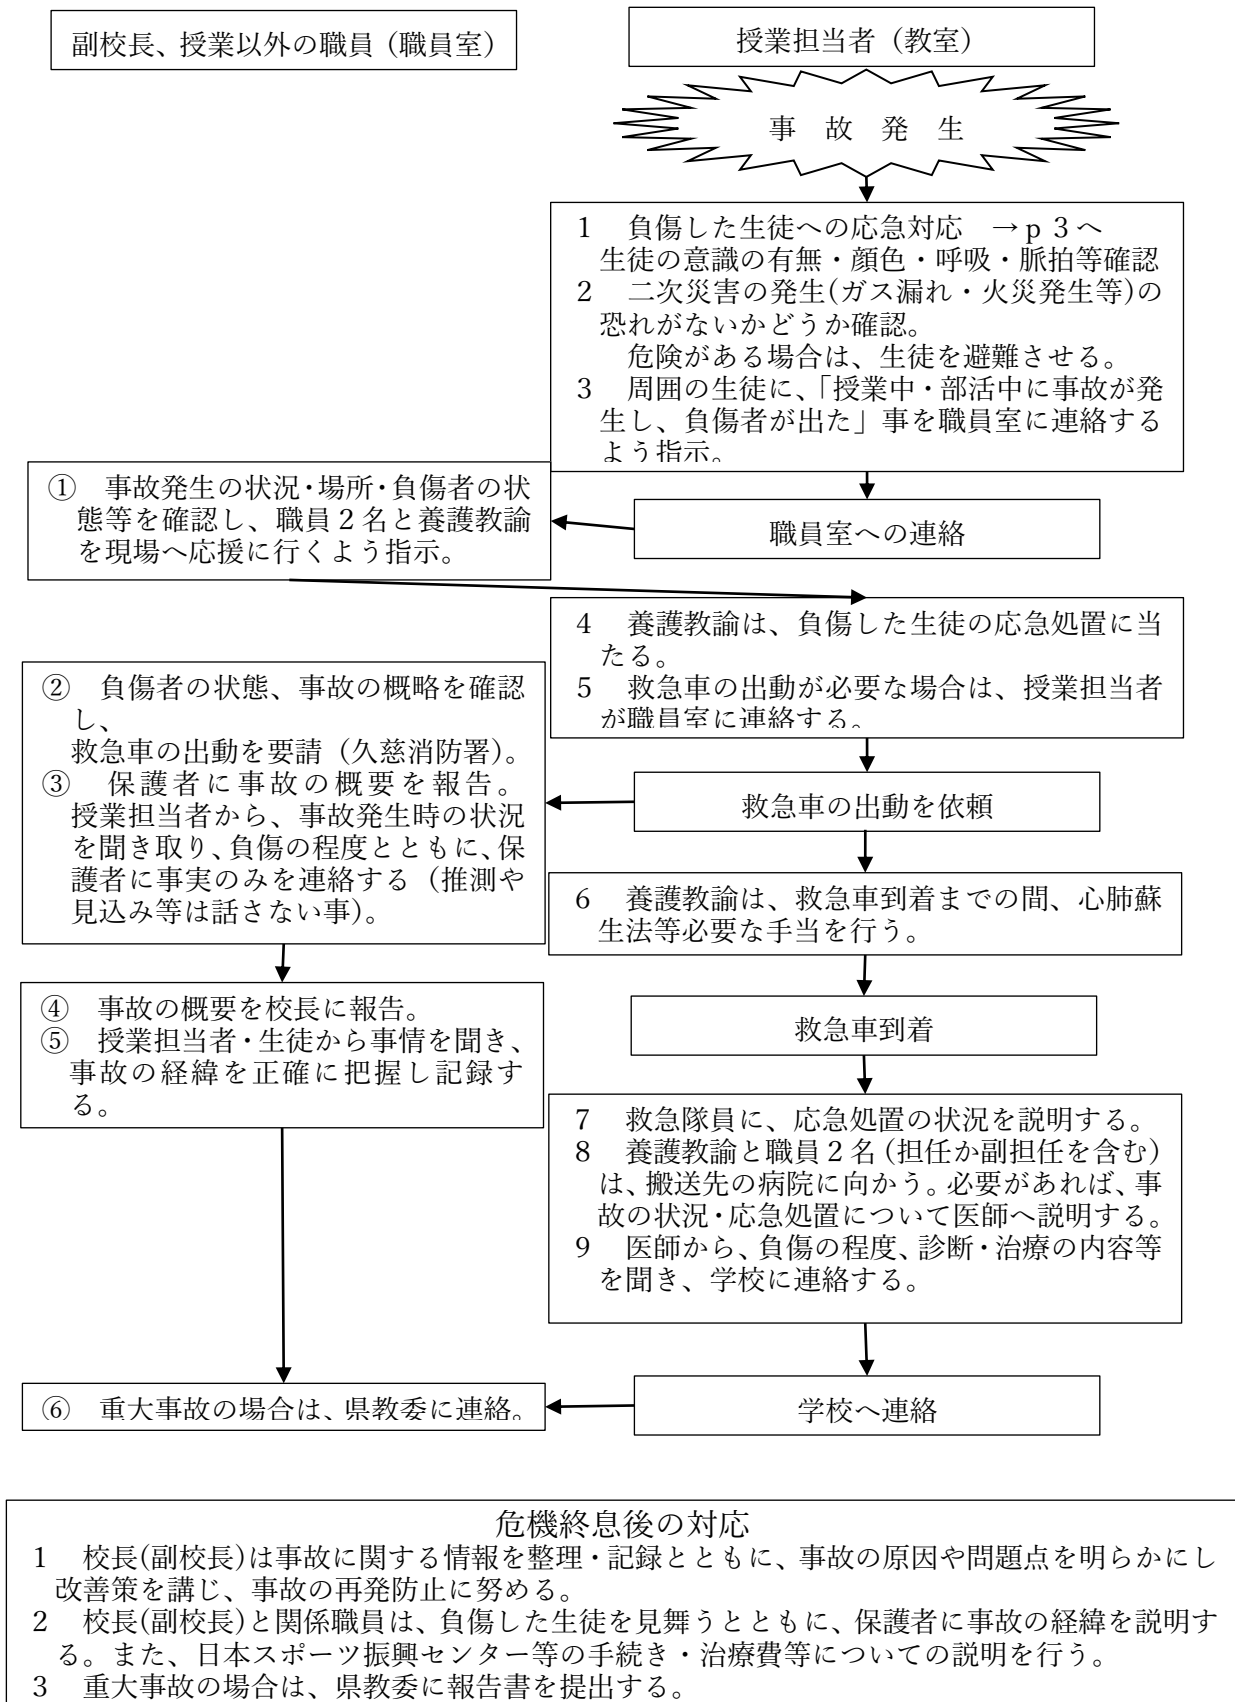 副校長、授業以外の職員（職員室）
授業担当者（教室）
事　故　発　生
１　負傷した生徒への応急対応　→ｐ３へ
生徒の意識の有無・顔色・呼吸・脈拍等確認
２　二次災害の発生(ガス漏れ・火災発生等)の
恐れがないかどうか確認。
危険がある場合は、生徒を避難させる。
３　周囲の生徒に、「授業中・部活中に事故が発
生し、負傷者が出た」事を職員室に連絡する
よう指示。
①　事故発生の状況・場所・負傷者の状
態等を確認し、職員２名と養護教諭
を現場へ応援に行くよう指示。
職員室への連絡
４　養護教諭は、負傷した生徒の応急処置に当
たる。
５　救急車の出動が必要な場合は、授業担当者
が職員室に連絡する。
②　負傷者の状態、事故の概略を確認
し、
救急車の出動を要請（久慈消防署）。
③　保護者に事故の概要を報告。
授業担当者から、事故発生時の状況
を聞き取り、負傷の程度とともに、保
護者に事実のみを連絡する（推測や
見込み等は話さない事）。
救急車の出動を依頼
６　養護教諭は、救急車到着までの間、心肺蘇
生法等必要な手当を行う。
④　事故の概要を校長に報告。
⑤　授業担当者・生徒から事情を聞き、
事故の経緯を正確に把握し記録す
る。
救急車到着
７　救急隊員に、応急処置の状況を説明する。
８　養護教諭と職員２名（担任か副担任を含む）
は、搬送先の病院に向かう。必要があれば、事
故の状況・応急処置について医師へ説明する。
９　医師から、負傷の程度、診断・治療の内容等
を聞き、学校に連絡する。
⑥　重大事故の場合は、県教委に連絡。
学校へ連絡
危機終息後の対応
１　校長(副校長)は事故に関する情報を整理・記録とともに、事故の原因や問題点を明らかにし
改善策を講じ、事故の再発防止に努める。
２　校長(副校長)と関係職員は、負傷した生徒を見舞うとともに、保護者に事故の経緯を説明す
る。また、日本スポーツ振興センター等の手続き・治療費等についての説明を行う。
３　重大事故の場合は、県教委に報告書を提出する。